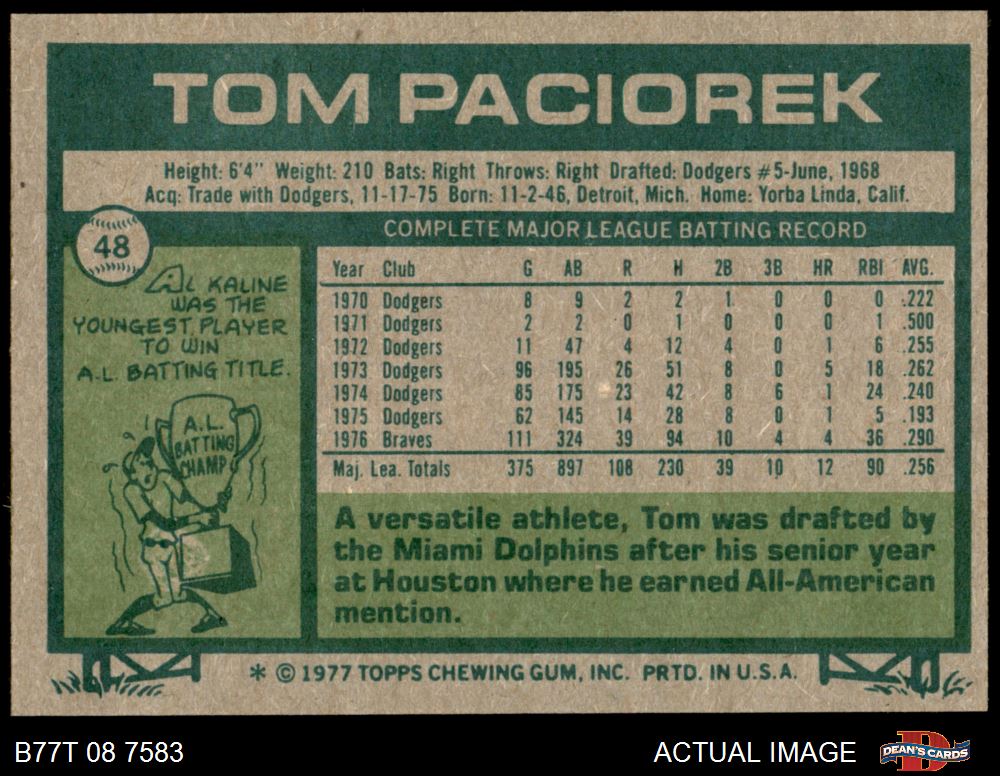 TOM PACIOREK
Height: 6'4" Weight: 210 Bats: Right Throws: Right Drafted: Dodgers #5-June, 1968
Acq: Trade with Dodgers, 11-17-75 Born: 11-2-46, Detroit, Mich. Home: Yorba Linda, Calif.
48
AL KALINE
WAS THE
YOUNGEST PLAYER
TO WIN
A.L. BATTING TITLE.
A.L.
BATTING
CHAMP
COMPLETE MAJOR LEAGUE BATTING RECORD
Year Club G AB R H 2B 3B HR RBI AVG.
1970 Dodgers 8 9 2 2 1 0 0 0 .222
1971 Dodgers 2 2 0 1 0 0 0 1 .500
1972 Dodgers 11 47 4 12 4 0 1 6 .255
1973 Dodgers 96 195 26 51 8 0 5 18 .262
1974 Dodgers 85 175 23 42 8 6 1 24 .240
1975 Dodgers 62 145 14 28 8 0 1 5 .193
1976 Braves 111 324 39 94 10 4 4 36 .290
Maj. Lea. Totals 375 897 108 230 39 10 12 90 .256
A versatile athlete, Tom was drafted by
the Miami Dolphins after his senior year
at Houston where he earned All-American
mention.
* © 1977 TOPPS CHEWING GUM, INC. PRTD. IN U.S.A.
B77T 08 7583
ACTUAL IMAGE
DEAN'S CARDS